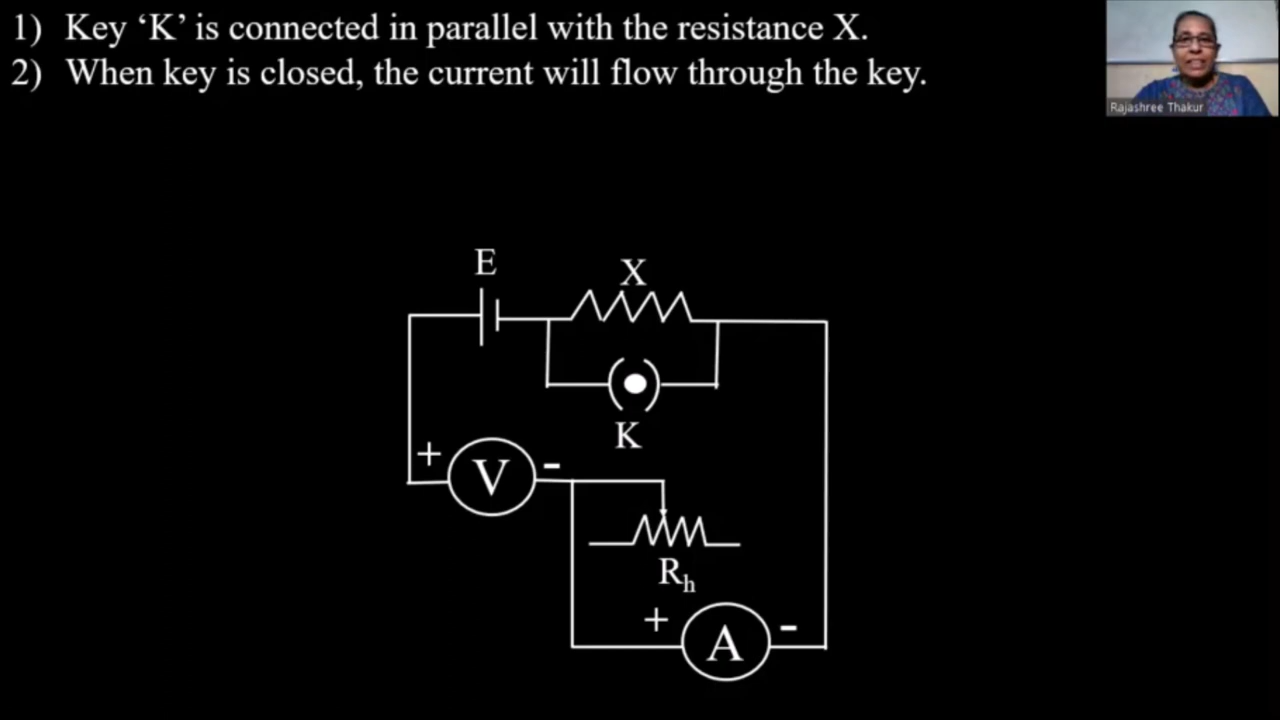 1) Key ‘K’ is connected in parallel with the resistance X.
2) When key is closed, the current will flow through the key.
Rajashree Thakur
E
X
K
+ V -
Rh
+ A -